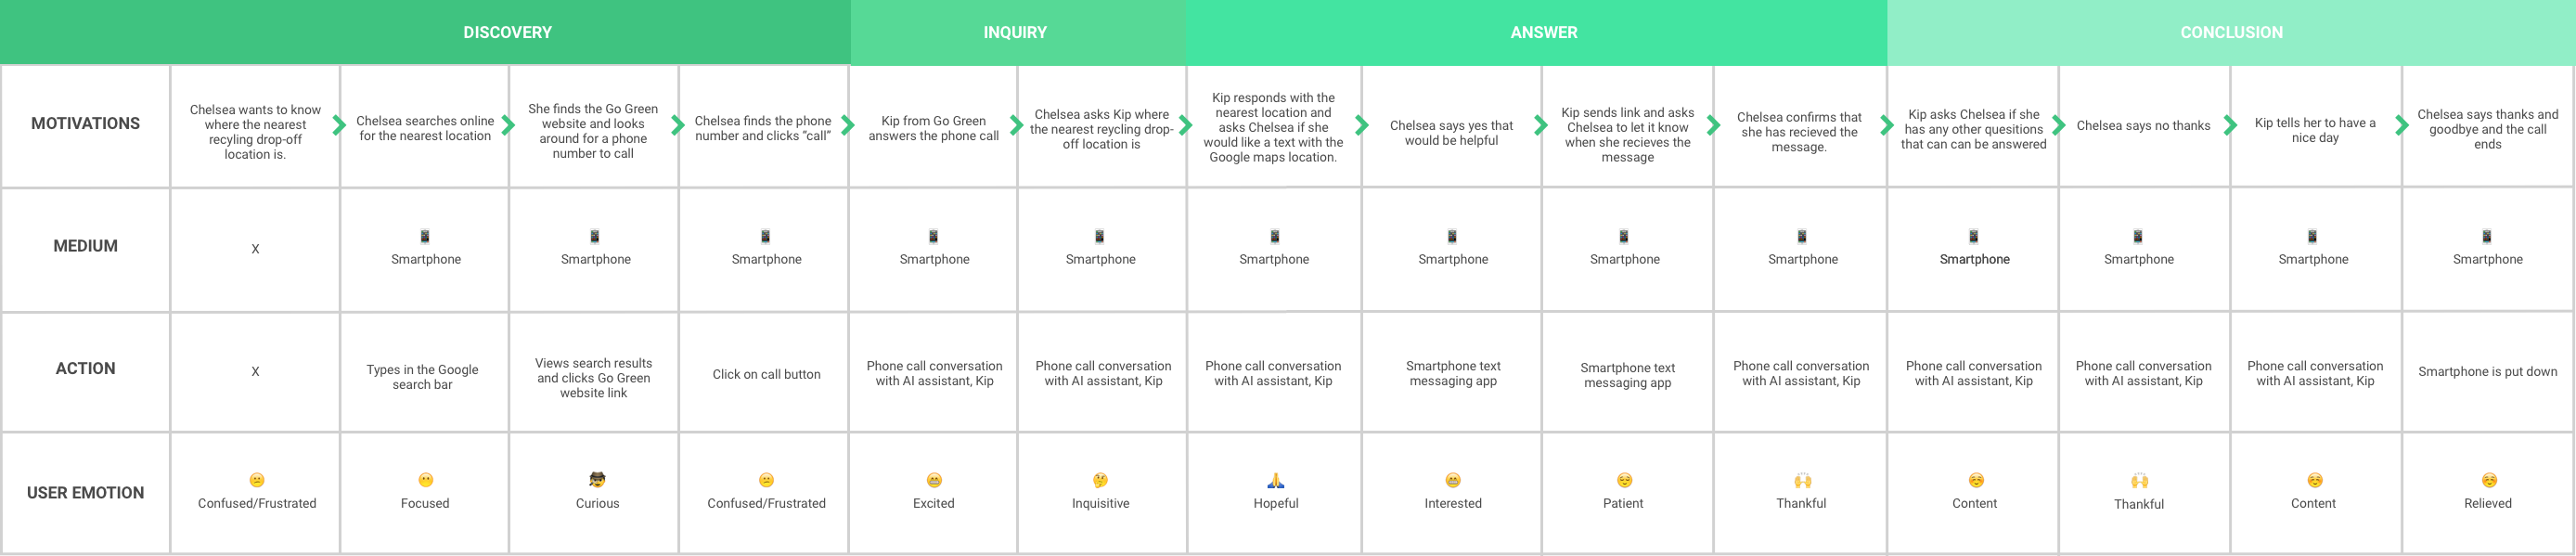 DISCOVERY
INQUIRY
ANSWER
CONCLUSION
MOTIVATIONS
Chelsea wants to know
where the nearest
recyling drop-off
location is.
Chelsea searches online
for the nearest location
She finds the Go Green
website and looks
around for a phone
number to call
Chelsea finds the phone
number and clicks “call”
Kip from Go Green
answers the phone call
Chelsea asks Kip where
the nearest reycling drop-
off location is
Kip responds with the
nearest location and
asks Chelsea if she
would like a text with the
Google maps location.
Chelsea says yes that
would be helpful
Kip sends link and asks
Chelsea to let it know
when she recieves the
message
Chelsea confirms that
she has recieved the
message.
Kip asks Chelsea if she
has any other quesitions
that can can be answered
Chelsea says no thanks
Kip tells her to have a
nice day
Chelsea says thanks and
goodbye and the call
ends
MEDIUM
X
Smartphone
Smartphone
Smartphone
Smartphone
Smartphone
Smartphone
Smartphone
Smartphone
Smartphone
Smartphone
Smartphone
Smartphone
Smartphone
ACTION
X
Types in the Google
search bar
Views search results
and clicks Go Green
website link
Click on call button
Phone call conversation
with AI assistant, Kip
Phone call conversation
with AI assistant, Kip
Phone call conversation
with AI assistant, Kip
Smartphone text
messaging app
Smartphone text
messaging app
Phone call conversation
with AI assistant, Kip
Phone call conversation
with AI assistant, Kip
Phone call conversation
with AI assistant, Kip
Phone call conversation
with AI assistant, Kip
Smartphone is put down
USER EMOTION
Confused/Frustrated
Focused
Curious
Confused/Frustrated
Excited
Inquisitive
Hopeful
Interested
Patient
Thankful
Content
Thankful
Content
Relieved